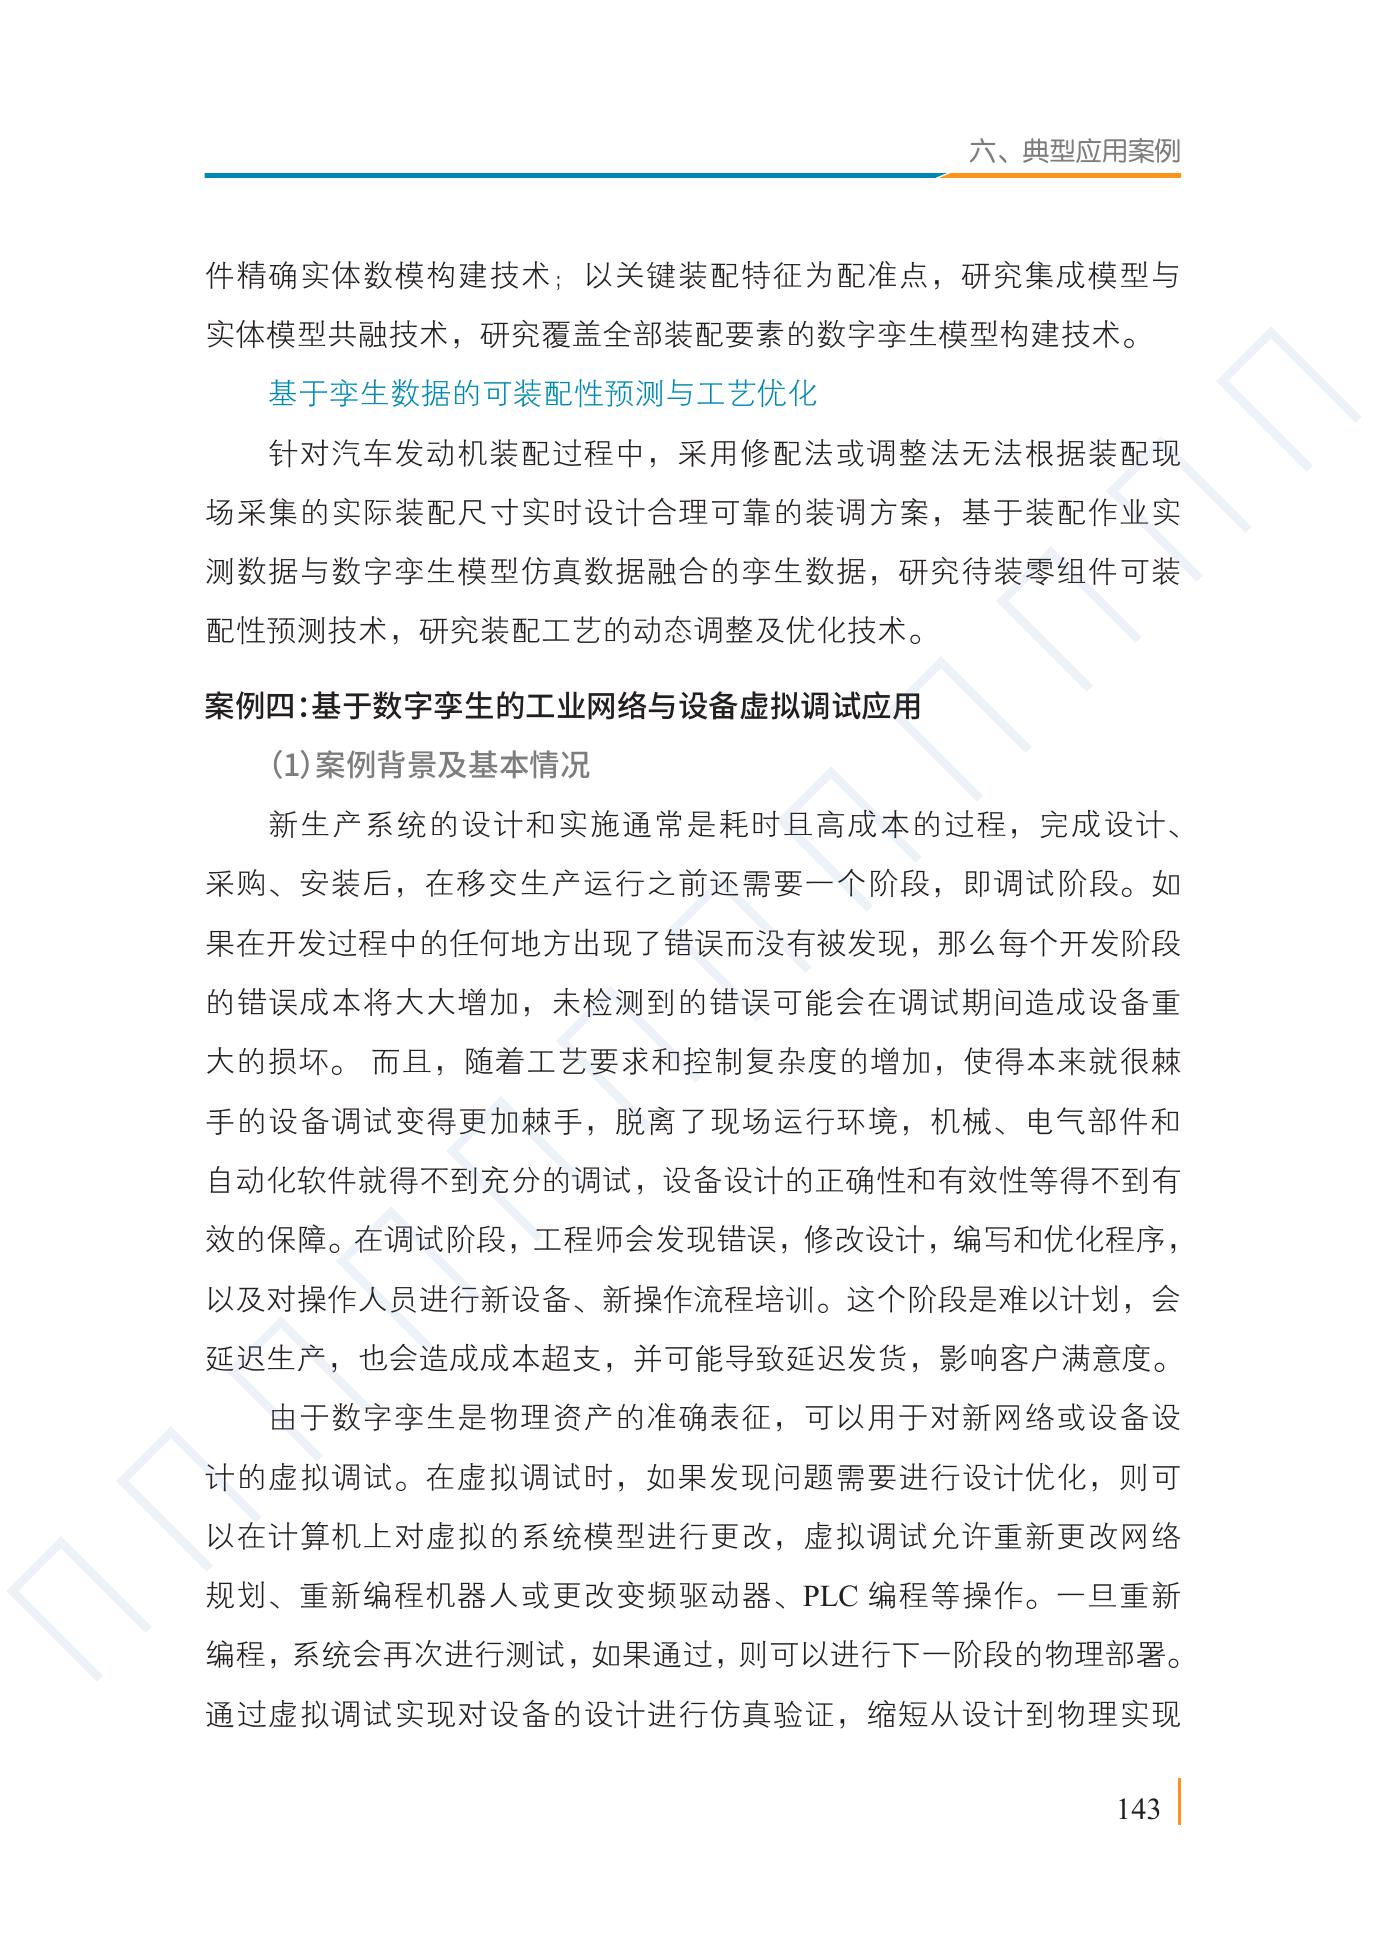 六、典型应用案例
件精确实体数模构建技术；以关键装配特征为配准点，研究集成模型与
实体模型共融技术，研究覆盖全部装配要素的数字孪生模型构建技术。
基于孪生数据的可装配性预测与工艺优化
针对汽车发动机装配过程中，采用修配法或调整法无法根据装配现
场采集的实际装配尺寸实时设计合理可靠的装调方案，基于装配作业实
测数据与数字孪生模型仿真数据融合的孪生数据，研究待装零组件可装
配性预测技术，研究装配工艺的动态调整及优化技术。
案例四：基于数字孪生的工业网络与设备虚拟调试应用
（1）案例背景及基本情况
新生产系统的设计和实施通常是耗时且高成本的过程，完成设计、
采购、安装后，在移交生产运行之前还需要一个阶段，即调试阶段。如
果在开发过程中的任何地方出现了错误而没有被发现，那么每个开发阶段
的错误成本将大大增加，未检测到的错误可能会在调试期间造成设备重
大的损坏。 而且，随着工艺要求和控制复杂度的增加，使得本来就很棘
手的设备调试变得更加棘手，脱离了现场运行环境，机械、电气部件和
自动化软件就得不到充分的调试，设备设计的正确性和有效性等得不到有
效的保障。在调试阶段，工程师会发现错误，修改设计，编写和优化程序，
以及对操作人员进行新设备、新操作流程培训。这个阶段是难以计划，会
延迟生产，也会造成成本超支，并可能导致延迟发货，影响客户满意度。
由于数字孪生是物理资产的准确表征，可以用于对新网络或设备设
计的虚拟调试。在虚拟调试时，如果发现问题需要进行设计优化，则可
以在计算机上对虚拟的系统模型进行更改，虚拟调试允许重新更改网络
规划、重新编程机器人或更改变频驱动器、PLC 编程等操作。一旦重新
编程，系统会再次进行测试，如果通过，则可以进行下一阶段的物理部署。
通过虚拟调试实现对设备的设计进行仿真验证，缩短从设计到物理实现
143